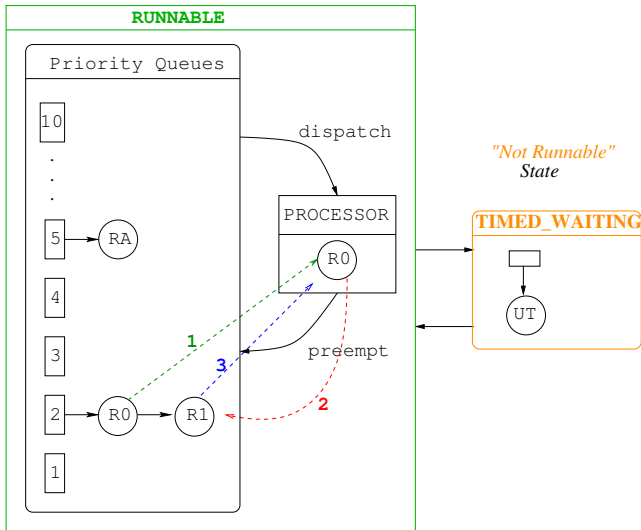 RUNNABLE
Priority Queues
10
.
.
.
5
RA
4
3
2
R0
R1
1
dispatch
PROCESSOR
R0
preempt
1
3
2
"Not Runnable"
State
TIMED_WAITING
UT